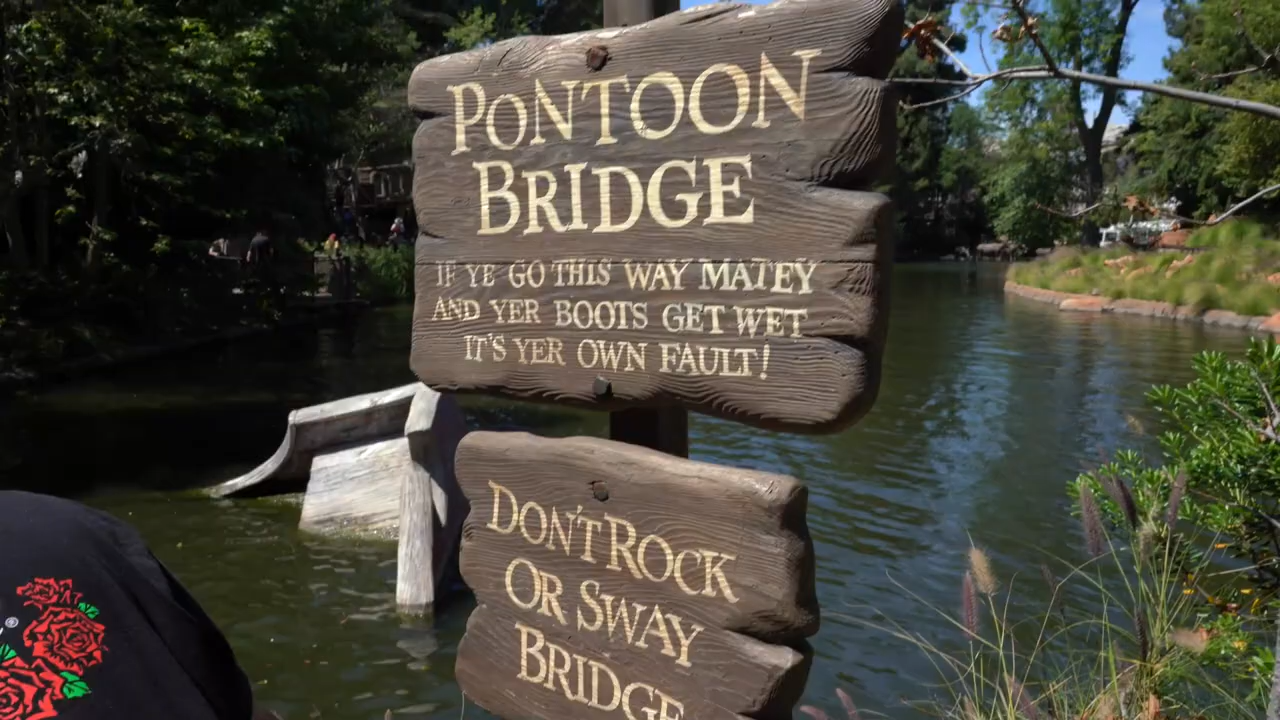 PONTOON
BRIDGE
IF YE GO THIS WAY MATEY
AND YER BOOTS GET WET
IT'S YER OWN FAULT!
DON'T ROCK
OR SWAY
BRIDGE
®